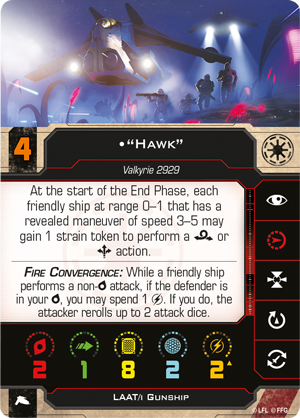 4
•“Hawk”
Valkyrie 2929
At the start of the End Phase, each
friendly ship at range 0–1 that has a
revealed maneuver of speed 3–5 may
gain 1 strain token to perform a or
action.
Fire Convergence: While a friendly ship
performs a non- attack, if the defender is
in your , you may spend 1 . If you do, the
attacker rerolls up to 2 attack dice.
2 1 8 2 2
LAAT/i Gunship
©LFL ©FFG